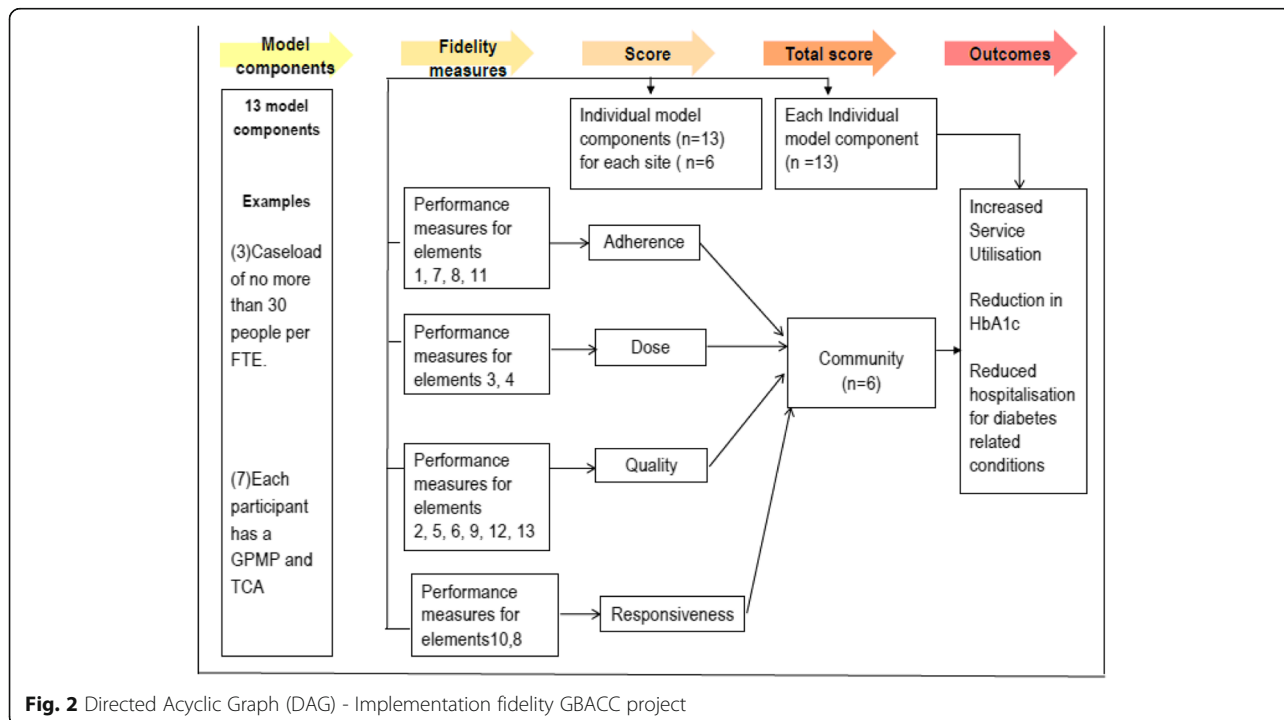 Model
components
Fidelity
measures
Score
Total score
Outcomes
13 model
components
Examples
(3)Caseload
of no more
than 30
people per
FTE.
(7)Each
participant
has a
GPMP and
TCA
Individual model
components (n=13)
for each site ( n=6
Each Individual
model component
(n =13)
Performance
measures for
elements
1, 7, 8, 11
Adherence
Performance
measures for
elements 3, 4
Dose
Performance
measures for
elements
2, 5, 6, 9, 12, 13
Quality
Performance
measures for
elements10,8
Responsiveness
Community
(n=6)
Increased
Service
Utilisation
Reduction in
HbA1c
Reduced
hospitalisation
for diabetes
related
conditions
Fig. 2 Directed Acyclic Graph (DAG) - Implementation fidelity GBACC project